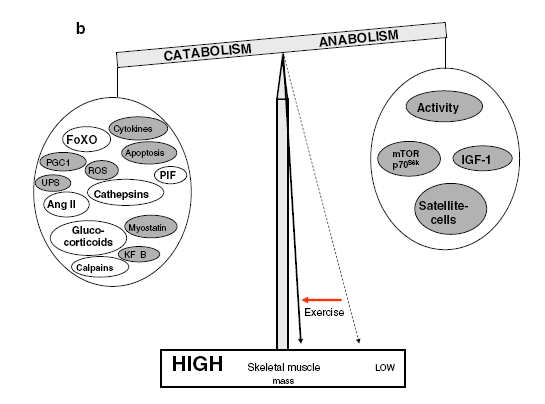 b
CATABOLISM
ANABOLISM
FoXO
Cytokines
PGC1
ROS
Apoptosis
UPS
PIF
Cathepsins
Ang II
Gluco-
corticoids
Myostatin
KF B
Calpains
Activity
mTOR
p70S6k
IGF-1
Satellite-
cells
Exercise
HIGH
Skeletal muscle
mass
LOW